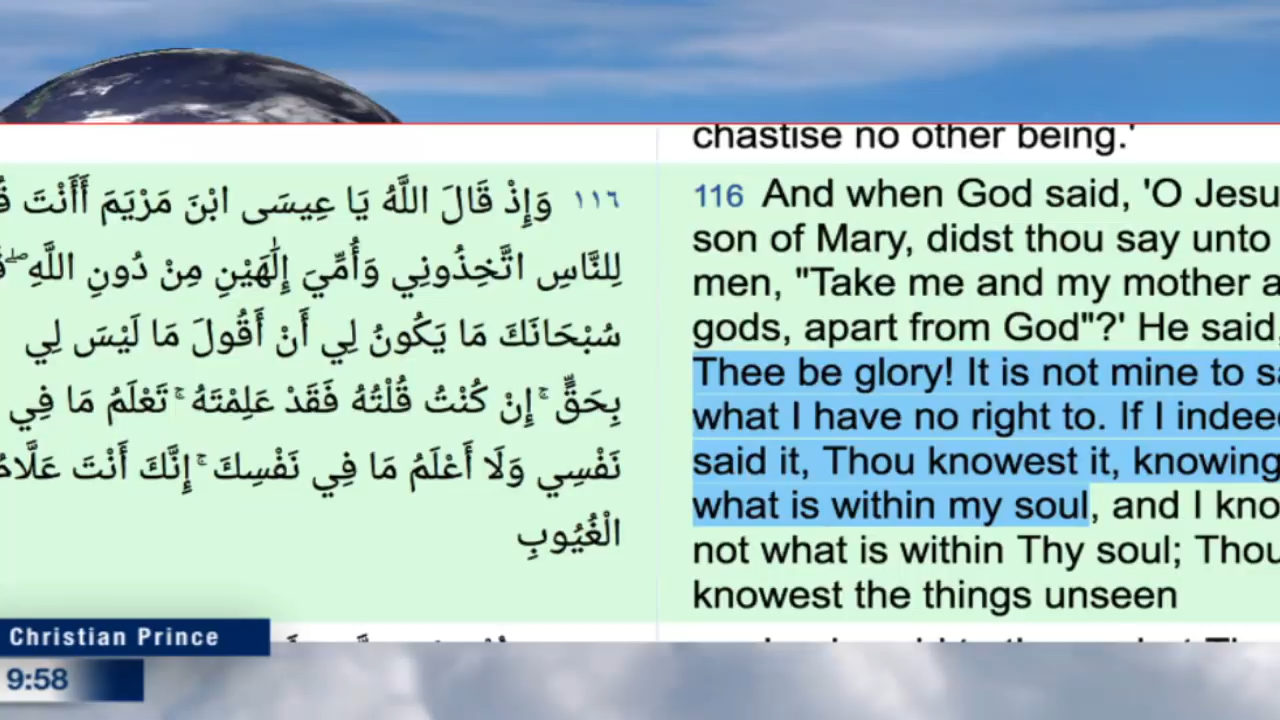 chastise no other being.'
١١٦ وَإِذْ قَالَ اللَّهُ يَا عِيسَى ابْنَ مَرْيَمَ أَأَنْتَ
لِلنَّاسِ اتَّخِذُونِي وَأُمِّيَ إِلَٰهَيْنِ مِنْ دُونِ اللَّهِ ۖ
سُبْحَانَكَ مَا يَكُونُ لِي أَنْ أَقُولَ مَا لَيْسَ لِي
بِحَقٍّ ۚ إِنْ كُنْتُ قُلْتُهُ فَقَدْ عَلِمْتَهُ ۚ تَعْلَمُ مَا فِي
نَفْسِي وَلَا أَعْلَمُ مَا فِي نَفْسِكَ ۚ إِنَّكَ أَنْتَ عَلَّامُ
الْغُيُوبِ
116 And when God said, 'O Jesu
son of Mary, didst thou say unto
men, "Take me and my mother a
gods, apart from God"?' He said,
Thee be glory! It is not mine to sa
what I have no right to. If I indeed
said it, Thou knowest it, knowing
what is within my soul, and I kno
not what is within Thy soul; Thou
knowest the things unseen
Christian Prince
9:58